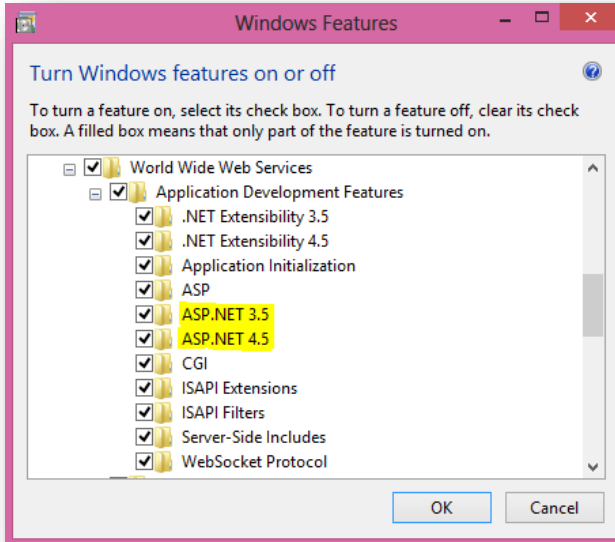 Windows Features
Turn Windows features on or off
To turn a feature on, select its check box. To turn a feature off, clear its check
box. A filled box means that only part of the feature is turned on.
World Wide Web Services
Application Development Features
.NET Extensibility 3.5
.NET Extensibility 4.5
Application Initialization
ASP
ASP.NET 3.5
ASP.NET 4.5
CGI
ISAPI Extensions
ISAPI Filters
Server-Side Includes
WebSocket Protocol
OK
Cancel